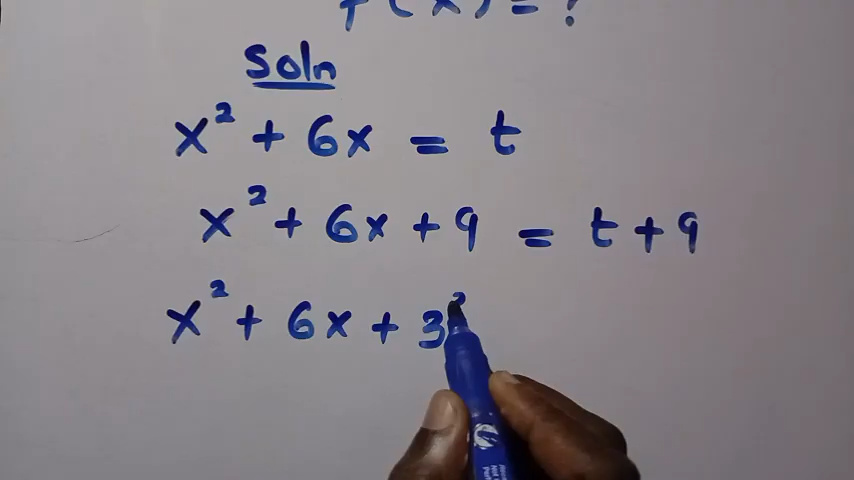 f(x) = ?
Soln
x² + 6x = t
x² + 6x + 9 = t + 9
x² + 6x + 3²